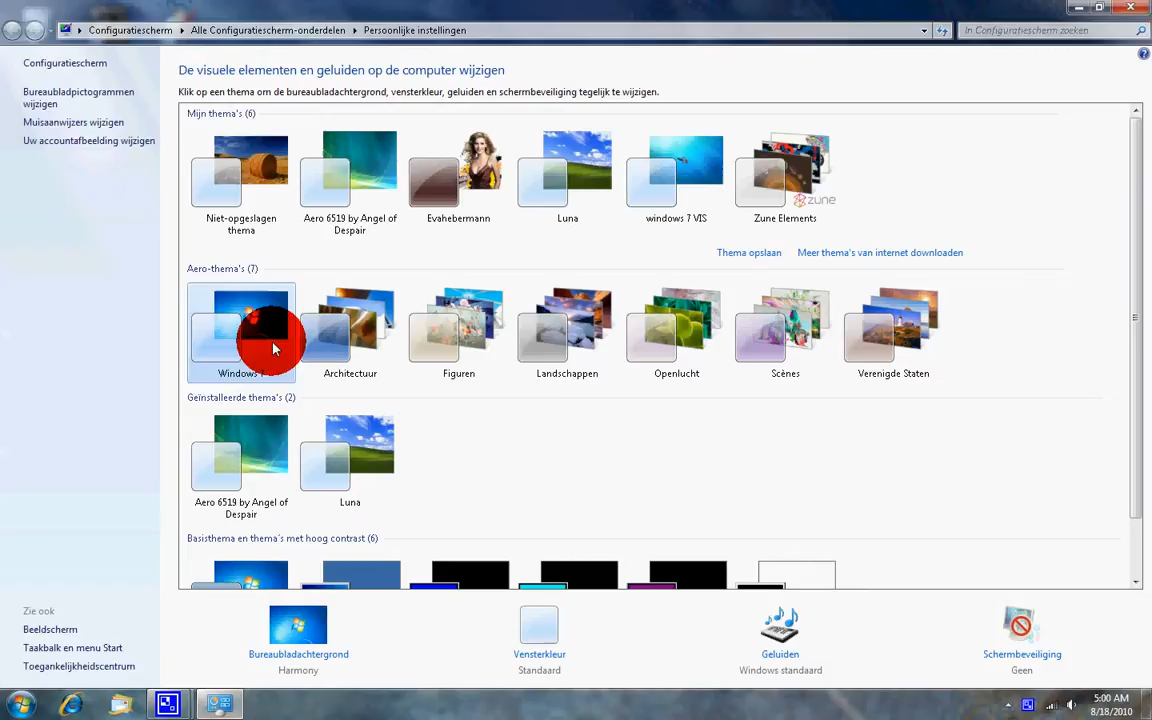 Configuratiescherm
Alle Configuratiescherm-onderdelen
Persoonlijke instellingen
In Configuratiescherm zoeken
Configuratiescherm
Bureaubladpictogrammen
wijzigen
Muisaanwijzers wijzigen
Uw accountafbeelding wijzigen
De visuele elementen en geluiden op de computer wijzigen
Klik op een thema om de bureaubladachtergrond, vensterkleur, geluiden en schermbeveiliging tegelijk te wijzigen.
Mijn thema's (6)
Niet-opgeslagen
thema
Aero 6519 by Angel of
Despair
Evahebermann
Luna
windows 7 VIS
zune
Zune Elements
Thema opslaan
Meer thema's van internet downloaden
Aero-thema's (7)
Windows 7
Architectuur
Figuren
Landschappen
Openlucht
Scènes
Verenigde Staten
Geïnstalleerde thema's (2)
Aero 6519 by Angel of
Despair
Luna
Basisthema en thema's met hoog contrast (6)
Zie ook
Beeldscherm
Taakbalk en menu Start
Toegankelijkheidscentrum
Bureaubladachtergrond
Harmony
Vensterkleur
Standaard
Geluiden
Windows standaard
Schermbeveiliging
Geen
5:00 AM
8/18/2010